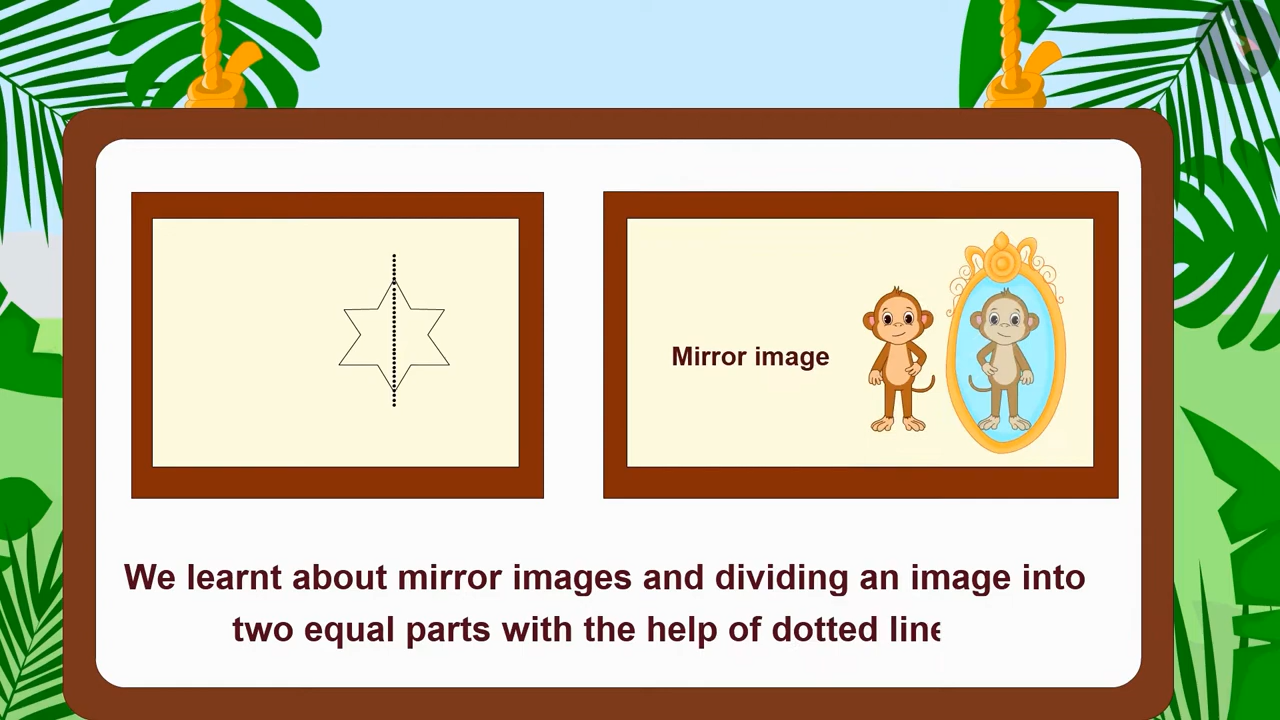 Mirror image
We learnt about mirror images and dividing an image into
two equal parts with the help of dotted line